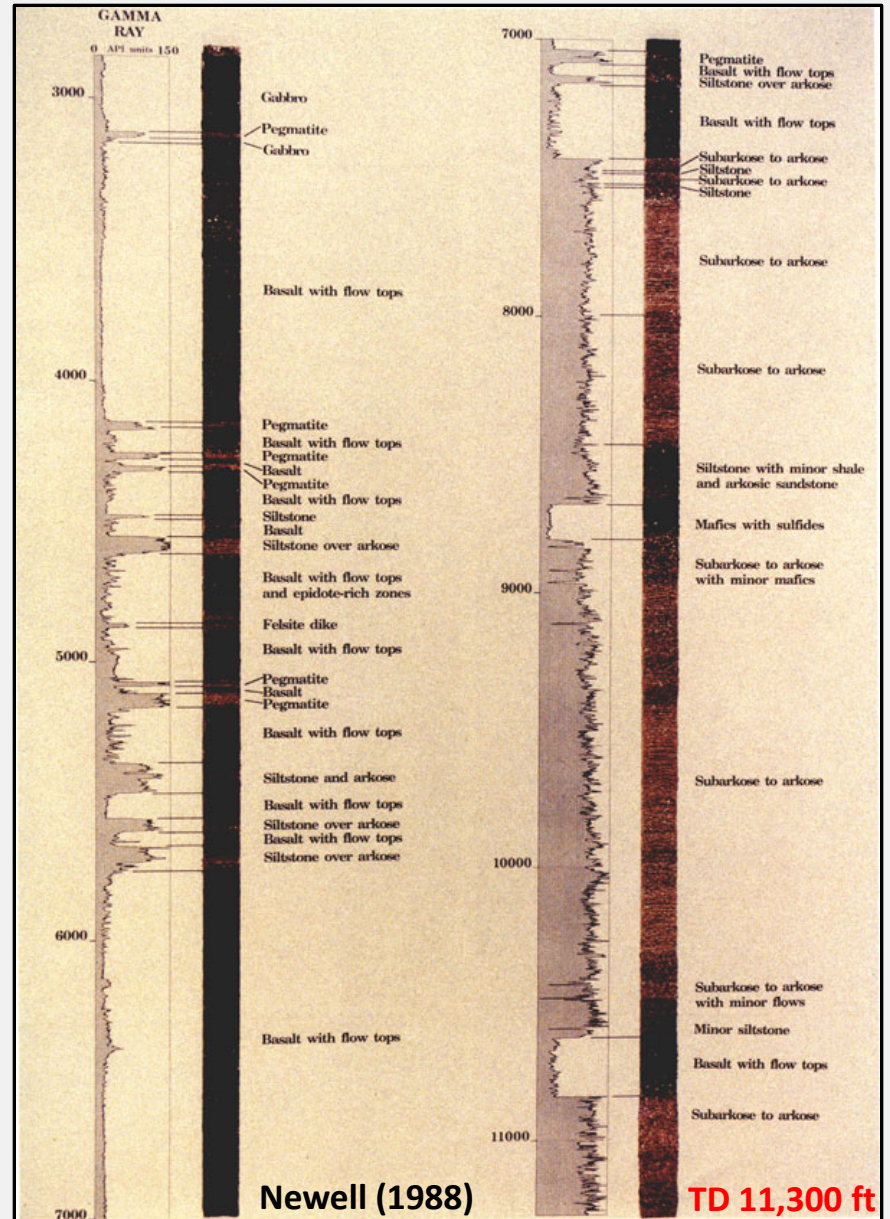 GAMMA
RAY
0 API units 150
3000
Gabbro
Pegmatite
Gabbro
Basalt with flow tops
4000
Pegmatite
Basalt with flow tops
Pegmatite
Basalt
Pegmatite
Basalt with flow tops
Siltstone
Basalt
Siltstone over arkose
Basalt with flow tops
and epidote-rich zones
Felsite dike
5000
Basalt with flow tops
Pegmatite
Basalt
Pegmatite
Basalt with flow tops
Siltstone and arkose
Basalt with flow tops
Siltstone over arkose
Basalt with flow tops
Siltstone over arkose
6000
Basalt with flow tops
7000
Newell (1988)
7000
Pegmatite
Basalt with flow tops
Siltstone over arkose
Basalt with flow tops
Subarkose to arkose
Siltstone
Subarkose to arkose
Siltstone
Subarkose to arkose
8000
Subarkose to arkose
Siltstone with minor shale
and arkosic sandstone
Mafics with sulfides
Subarkose to arkose
with minor mafics
9000
Subarkose to arkose
10000
Subarkose to arkose
with minor flows
Minor siltstone
Basalt with flow tops
Subarkose to arkose
11000
TD 11,300 ft